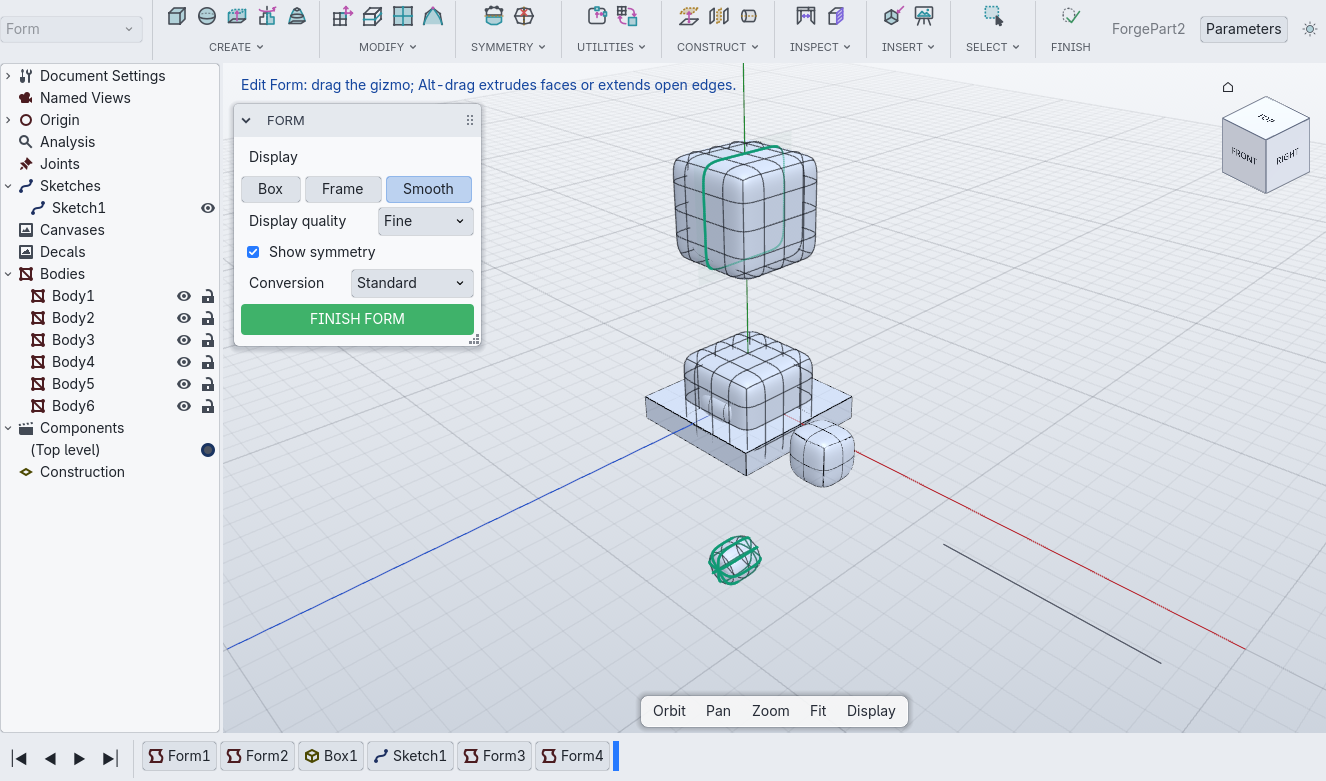 Form
CREATE
MODIFY
SYMMETRY
UTILITIES
CONSTRUCT
INSPECT
INSERT
SELECT
FINISH
ForgePart2
Parameters
Document Settings
Named Views
Origin
Analysis
Joints
Sketches
Sketch1
Canvases
Decals
Bodies
Body1
Body2
Body3
Body4
Body5
Body6
Components
(Top level)
Construction
Edit Form: drag the gizmo; Alt-drag extrudes faces or extends open edges.
FORM
Display
Box Frame Smooth
Display quality Fine
Show symmetry
Conversion Standard
FINISH FORM
TOP
FRONT RIGHT
Orbit Pan Zoom Fit Display
Form1 Form2 Box1 Sketch1 Form3 Form4